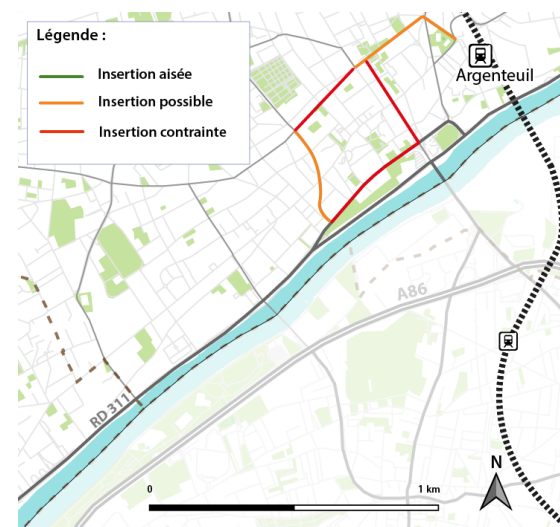 Légende :
Insertion aisée
Insertion possible
Insertion contrainte
Argenteuil
A86
RD 311
N
0
1 km